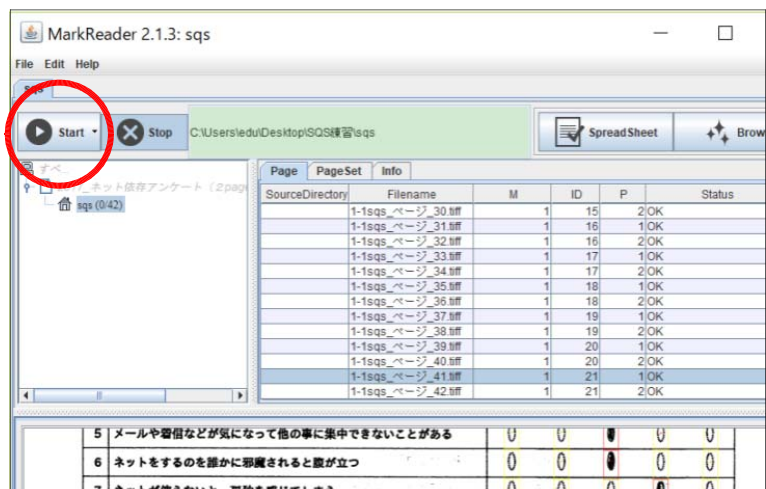 MarkReader 2.1.3: sqs
File Edit Help
sqs
Start Stop C:\Users\edu\Desktop\SQS練習\sqs SpreadSheet Brow
すべ...
ネット依存アンケート(2page
sqs (0/42)
Page PageSet Info
SourceDirectory Filename M ID P Status
1-1sqs_ページ_30.tiff 1 15 2 OK
1-1sqs_ページ_31.tiff 1 16 1 OK
1-1sqs_ページ_32.tiff 1 16 2 OK
1-1sqs_ページ_33.tiff 1 17 1 OK
1-1sqs_ページ_34.tiff 1 17 2 OK
1-1sqs_ページ_35.tiff 1 18 1 OK
1-1sqs_ページ_36.tiff 1 18 2 OK
1-1sqs_ページ_37.tiff 1 19 1 OK
1-1sqs_ページ_38.tiff 1 19 2 OK
1-1sqs_ページ_39.tiff 1 20 1 OK
1-1sqs_ページ_40.tiff 1 20 2 OK
1-1sqs_ページ_41.tiff 1 21 1 OK
1-1sqs_ページ_42.tiff 1 21 2 OK
5 メールや着信などが気になって他の事に集中できないことがある
6 ネットをするのを誰かに邪魔されると腹が立つ